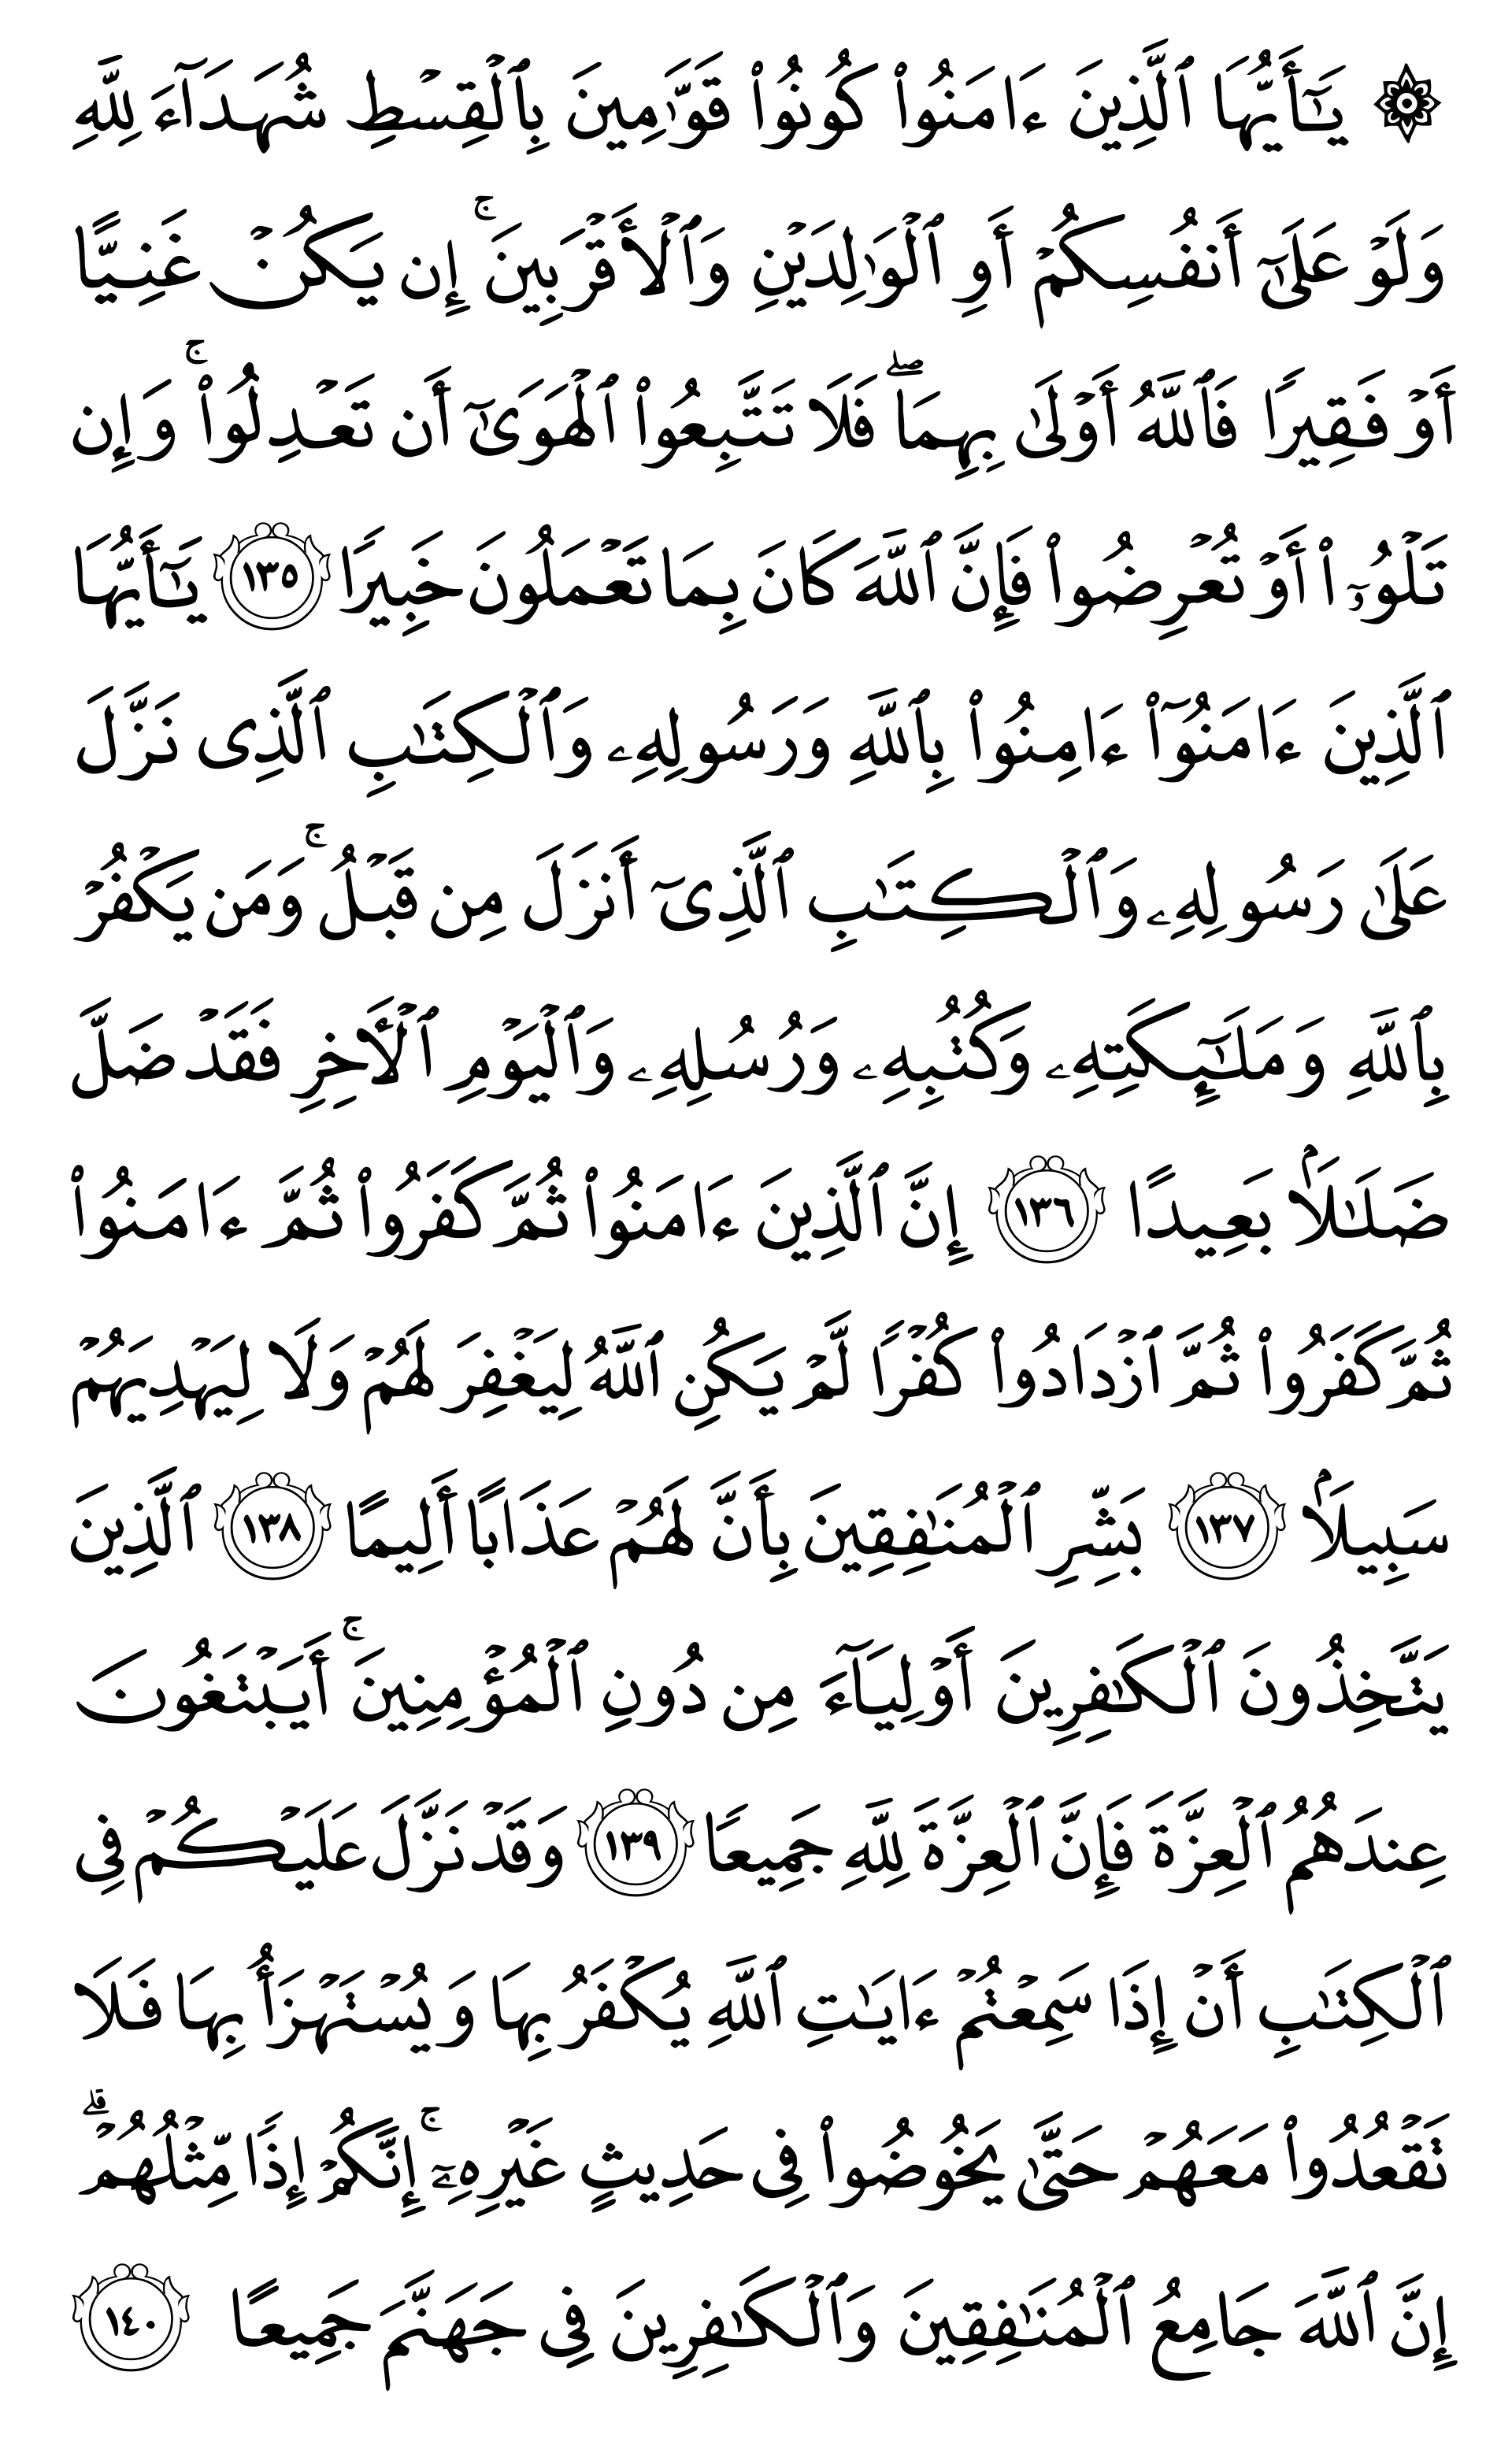 ۞ يَـٰٓأَيُّهَا ٱلَّذِينَ ءَامَنُوا۟ كُونُوا۟ قَوَّٰمِينَ بِٱلْقِسْطِ شُهَدَآءَ لِلَّهِ
وَلَوْ عَلَىٰٓ أَنفُسِكُمْ أَوِ ٱلْوَٰلِدَيْنِ وَٱلْأَقْرَبِينَ ۚ إِن يَكُنْ غَنِيًّا
أَوْ فَقِيرًا فَٱللَّهُ أَوْلَىٰ بِهِمَا ۖ فَلَا تَتَّبِعُوا۟ ٱلْهَوَىٰٓ أَن تَعْدِلُوا۟ ۚ وَإِن
تَلْوُۥٓا۟ أَوْ تُعْرِضُوا۟ فَإِنَّ ٱللَّهَ كَانَ بِمَا تَعْمَلُونَ خَبِيرًا ١٣٥ يَـٰٓأَيُّهَا
ٱلَّذِينَ ءَامَنُوٓا۟ ءَامِنُوا۟ بِٱللَّهِ وَرَسُولِهِۦ وَٱلْكِتَـٰبِ ٱلَّذِى نَزَّلَ
عَلَىٰ رَسُولِهِۦ وَٱلْكِتَـٰبِ ٱلَّذِىٓ أَنزَلَ مِن قَبْلُ ۚ وَمَن يَكْفُرْ
بِٱللَّهِ وَمَلَـٰٓئِكَتِهِۦ وَكُتُبِهِۦ وَرُسُلِهِۦ وَٱلْيَوْمِ ٱلْـَٔاخِرِ فَقَدْ ضَلَّ
ضَلَـٰلًۢا بَعِيدًا ١٣٦ إِنَّ ٱلَّذِينَ ءَامَنُوا۟ ثُمَّ كَفَرُوا۟ ثُمَّ ءَامَنُوا۟
ثُمَّ كَفَرُوا۟ ثُمَّ ٱزْدَادُوا۟ كُفْرًا لَّمْ يَكُنِ ٱللَّهُ لِيَغْفِرَ لَهُمْ وَلَا لِيَهْدِيَهُمْ
سَبِيلًۢا ١٣٧ بَشِّرِ ٱلْمُنَـٰفِقِينَ بِأَنَّ لَهُمْ عَذَابًا أَلِيمًا ١٣٨ ٱلَّذِينَ
يَتَّخِذُونَ ٱلْكَـٰفِرِينَ أَوْلِيَآءَ مِن دُونِ ٱلْمُؤْمِنِينَ ۚ أَيَبْتَغُونَ
عِندَهُمُ ٱلْعِزَّةَ فَإِنَّ ٱلْعِزَّةَ لِلَّهِ جَمِيعًا ١٣٩ وَقَدْ نَزَّلَ عَلَيْكُمْ فِى
ٱلْكِتَـٰبِ أَنْ إِذَا سَمِعْتُمْ ءَايَـٰتِ ٱللَّهِ يُكْفَرُ بِهَا وَيُسْتَهْزَأُ بِهَا فَلَا
تَقْعُدُوا۟ مَعَهُمْ حَتَّىٰ يَخُوضُوا۟ فِى حَدِيثٍ غَيْرِهِۦٓ ۚ إِنَّكُمْ إِذًا مِّثْلُهُمْ ۗ
إِنَّ ٱللَّهَ جَامِعُ ٱلْمُنَـٰفِقِينَ وَٱلْكَـٰفِرِينَ فِى جَهَنَّمَ جَمِيعًا ١٤٠